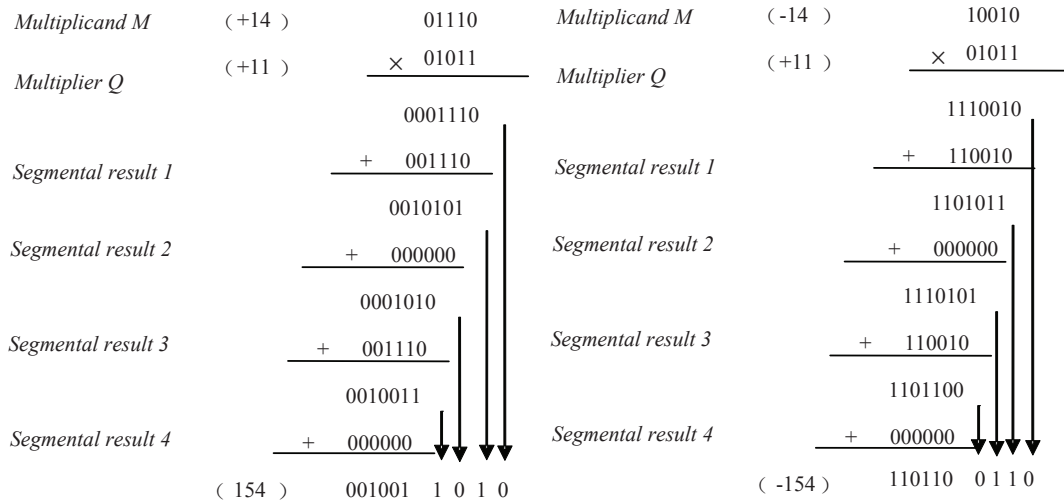 Multiplicand M （+14 ） 01110
Multiplier Q （+11 ） × 01011
0001110
Segmental result 1 + 001110
0010101
Segmental result 2 + 000000
0001010
Segmental result 3 + 001110
0010011
Segmental result 4 + 000000
（ 154 ） 001001 1 0 1 0
Multiplicand M （-14 ） 10010
Multiplier Q （+11 ） × 01011
1110010
Segmental result 1 + 110010
1101011
Segmental result 2 + 000000
1110101
Segmental result 3 + 110010
1101100
Segmental result 4 + 000000
（ -154 ） 110110 0 1 1 0